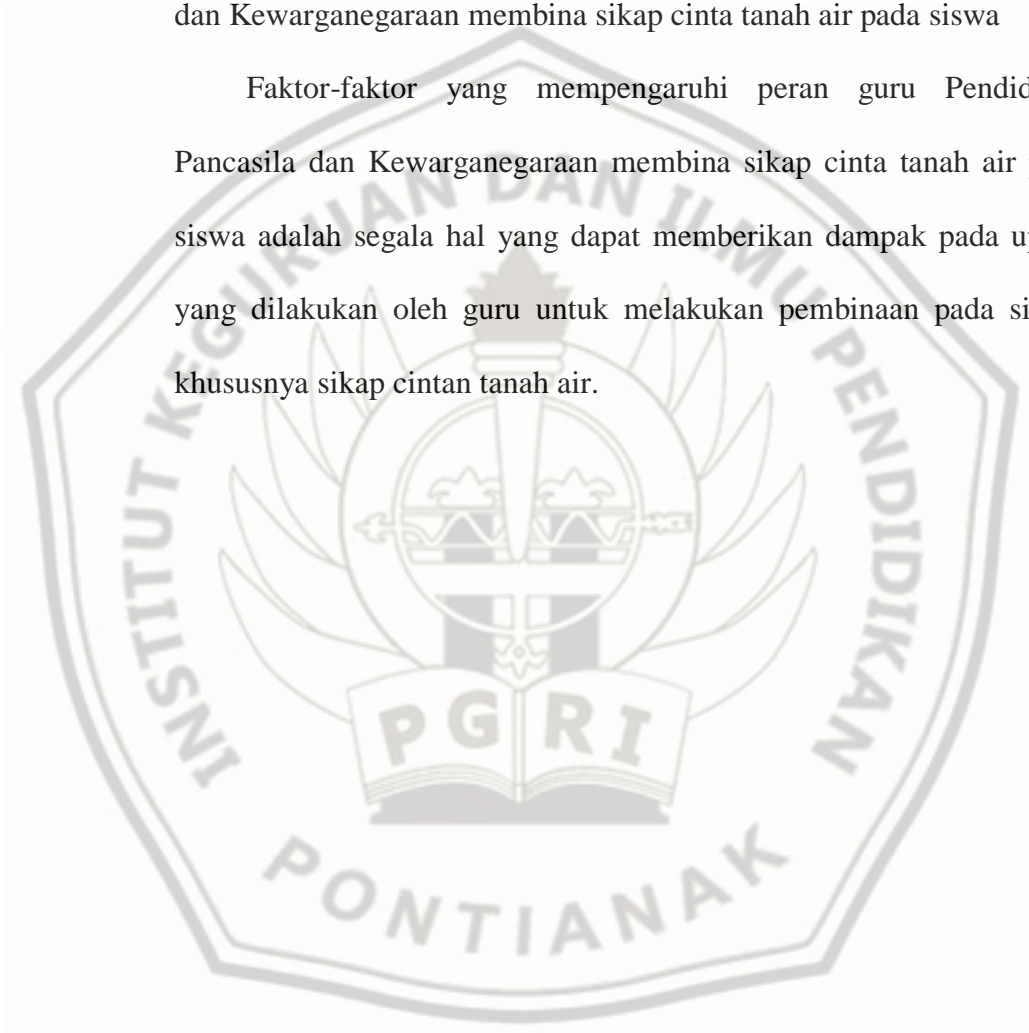 dan Kewarganegaraan membina sikap cinta tanah air pada siswa
Faktor-faktor yang mempengaruhi peran guru
Pancasila dan Kewarganegaraan membina sikap cinta tanah air
siswa adalah segala hal yang dapat memberikan dampak pada
yang dilakukan oleh guru untuk melakukan pembinaan pada
khususnya sikap cintan tanah air.
INSTITUT KEGURUAN DAN ILMU PENDIDIKAN
PGRI
PONTIANAK